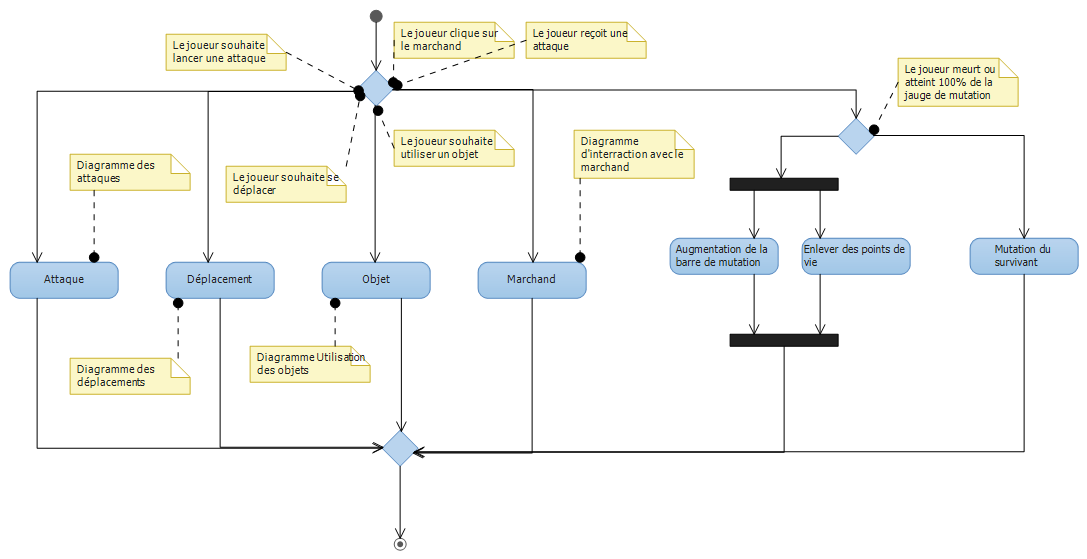 Le joueur souhaite
lancer une attaque
Le joueur clique sur
le marchand
Le joueur reçoit une
attaque
Le joueur meurt ou
atteint 100% de la
jauge de mutation
Diagramme des
attaques
Le joueur souhaite se
déplacer
Le joueur souhaite
utiliser un objet
Diagramme
d'interraction avec le
marchand
Attaque
Déplacement
Objet
Marchand
Augmentation de la
barre de mutation
Enlever des points de
vie
Mutation du
survivant
Diagramme des
déplacements
Diagramme Utilisation
des objets